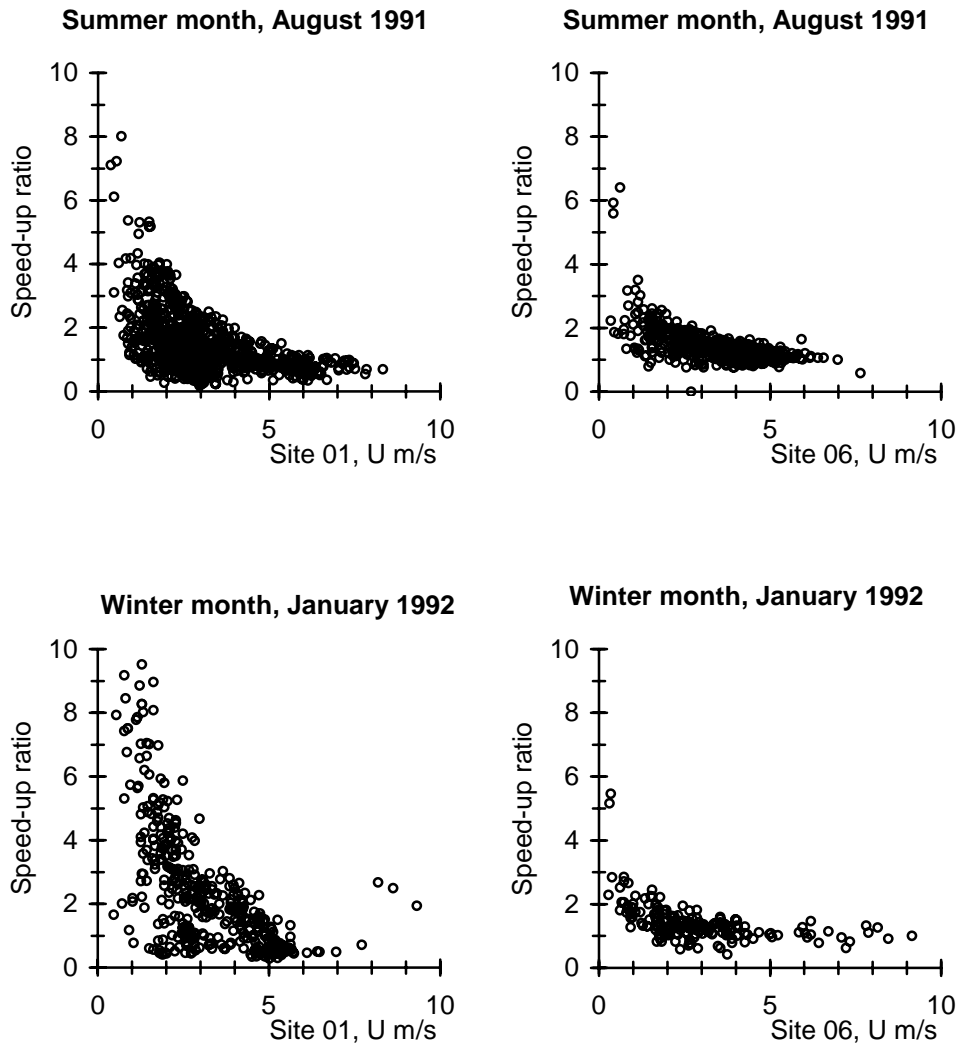 Summer month, August 1991
10
8
6
4
2
0
Speed-up ratio
0 5 10
Site 01, U m/s
Summer month, August 1991
10
8
6
4
2
0
Speed-up ratio
0 5 10
Site 06, U m/s
Winter month, January 1992
10
8
6
4
2
0
Speed-up ratio
0 5 10
Site 01, U m/s
Winter month, January 1992
10
8
6
4
2
0
Speed-up ratio
0 5 10
Site 06, U m/s